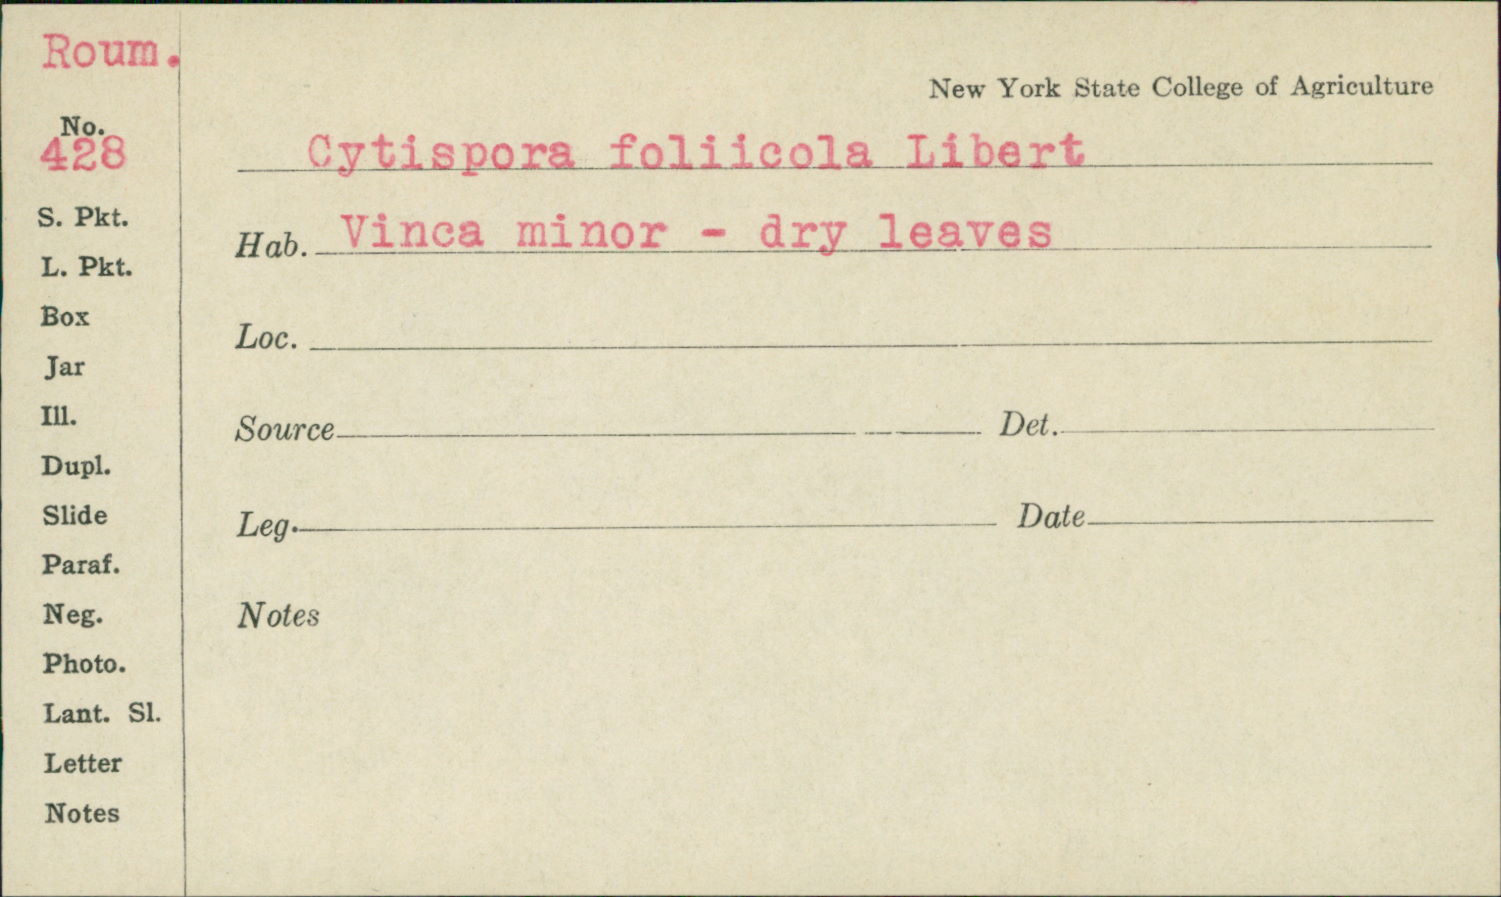 Roum.
New York State College of Agriculture
No.
428
Cytispora foliicola Libert
S. Pkt.
Hab. Vinca minor - dry leaves
L. Pkt.
Box
Loc.
Jar
Ill.
Source Det.
Dupl.
Slide
Leg. Date
Paraf.
Neg.
Notes
Photo.
Lant. Sl.
Letter
Notes